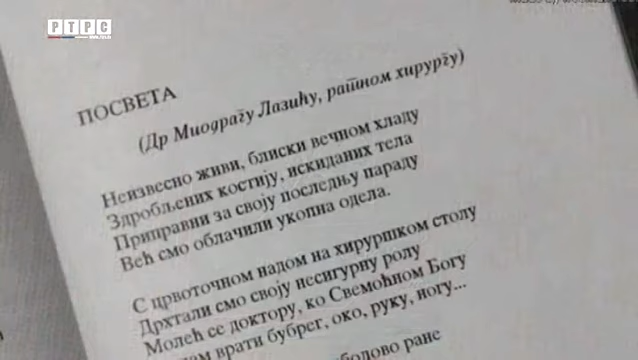 РТРС
ПОСВЕТА
(Др Миодрагу Лазићу, ратном хирургу)
Неизвесно живи, блиски вечном хладу
Здробљених костију, искиданих тела
Приправни за своју последњу параду
Већ смо облачили укопна одела.
С црвоточном надом на хируршком столу
Дрхтали смо своју несигурну ролу
Молећ се доктору, ко Свемоћном Богу
врати бубрег, око, руку, ногу...
ране